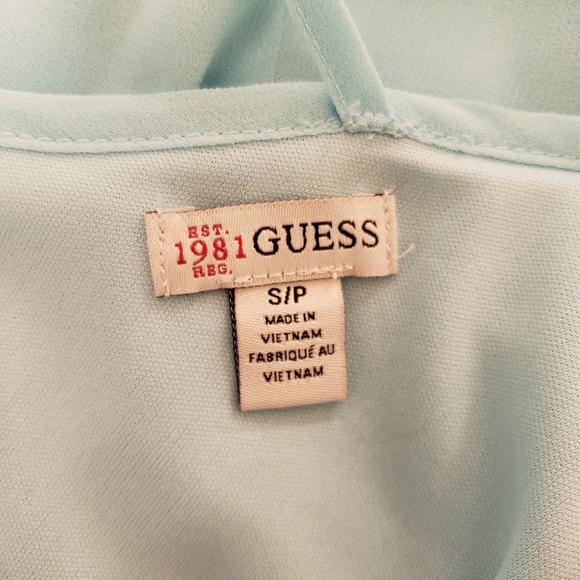 EST.
1981 GUESS
REG.
S/P
MADE IN
VIETNAM
FABRIQUÉ AU
VIETNAM